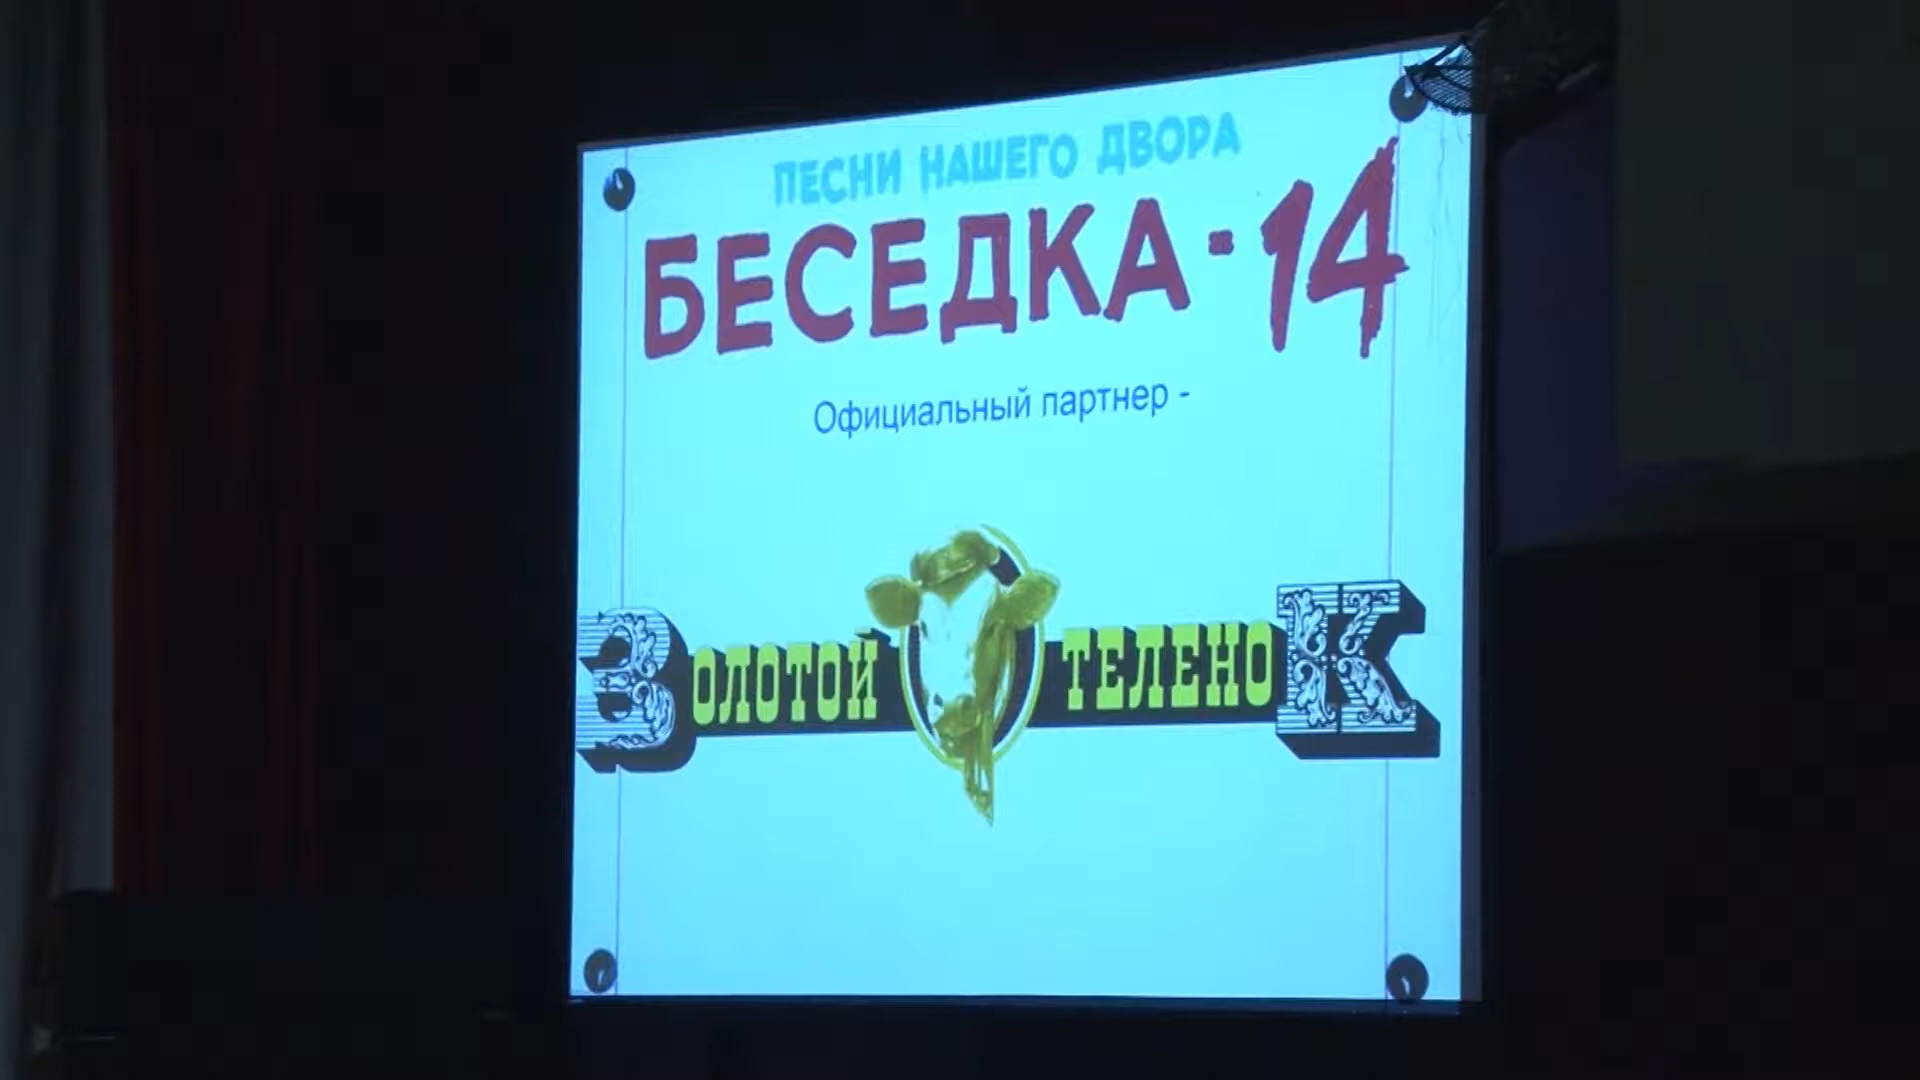 ПЕСНИ НАШЕГО ДВОРА
БЕСЕДКА-14
Официальный партнер -
ЗОЛОТОЙ ТЕЛЕНОК